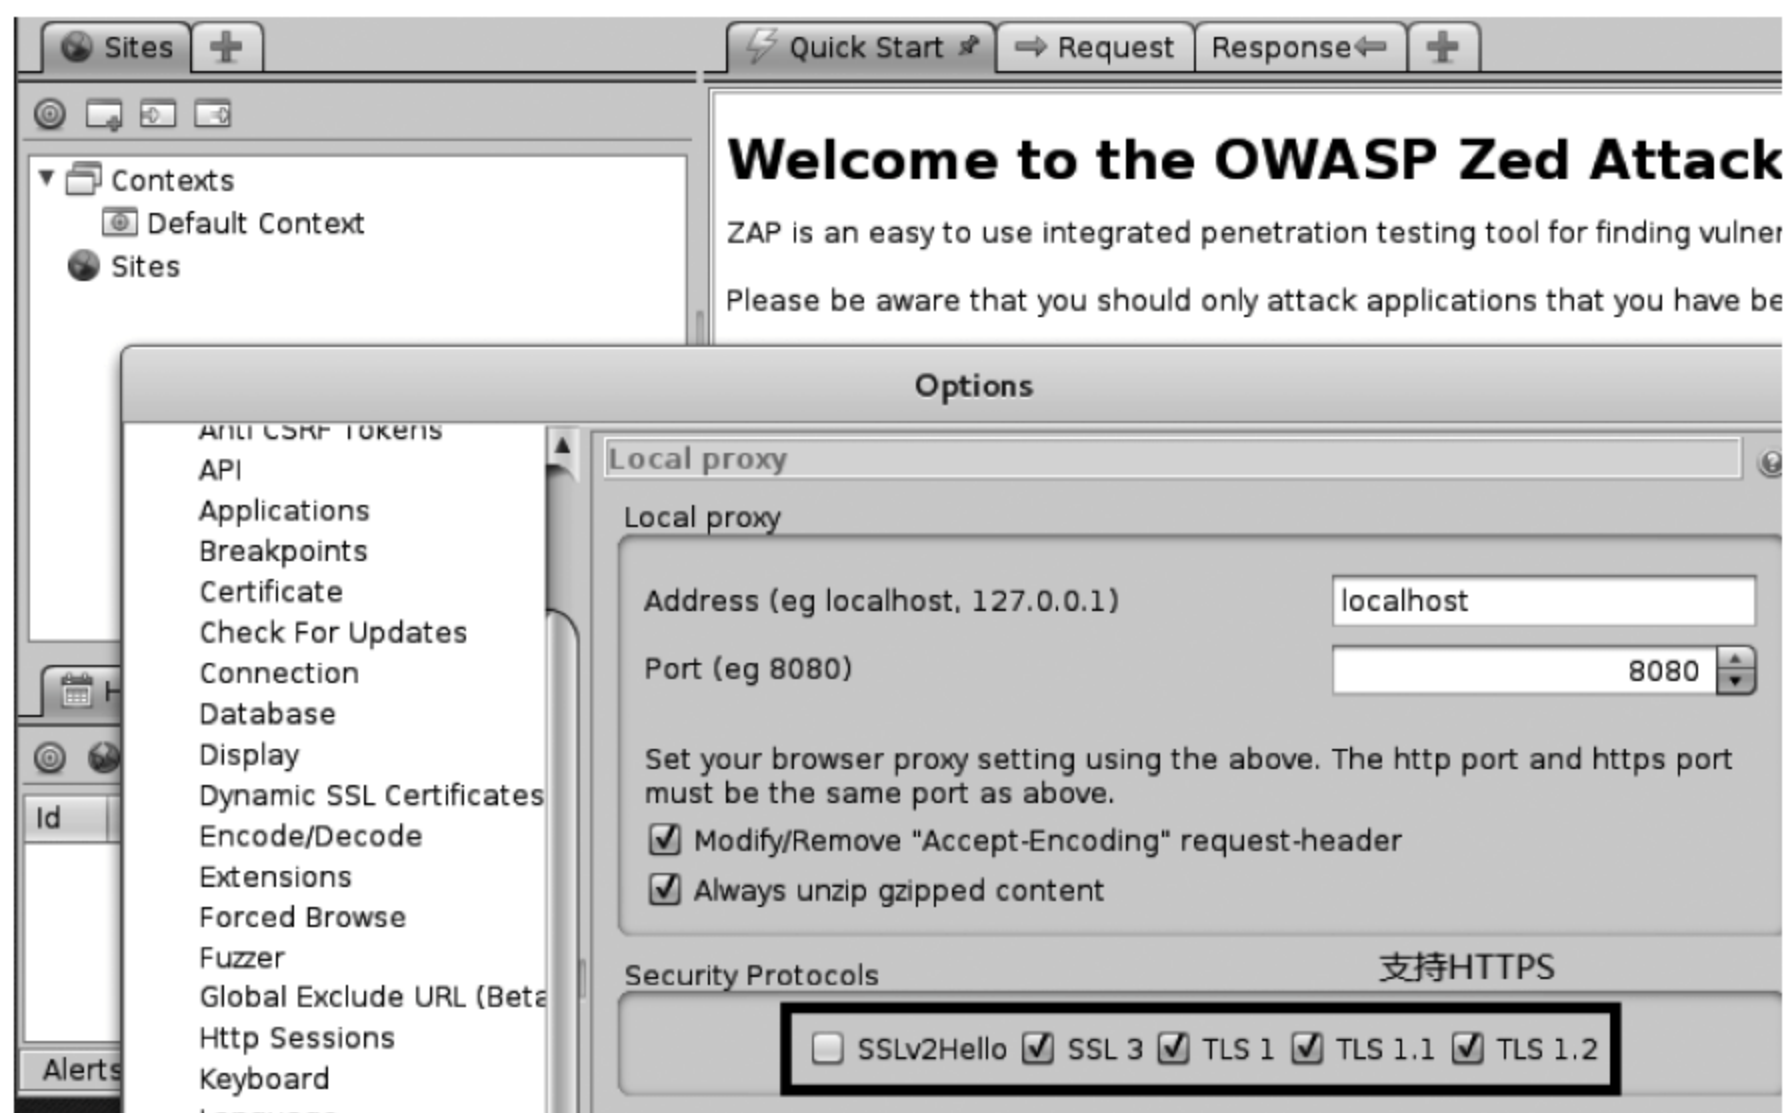 Sites
Quick Start
Request
Response
Welcome to the OWASP Zed Attack
ZAP is an easy to use integrated penetration testing tool for finding vulner
Please be aware that you should only attack applications that you have be
Contexts
Default Context
Sites
Id
Alerts
Options
Anti CSRF Tokens
API
Applications
Breakpoints
Certificate
Check For Updates
Connection
Database
Display
Dynamic SSL Certificates
Encode/Decode
Extensions
Forced Browse
Fuzzer
Global Exclude URL (Beta
Http Sessions
Keyboard
Local proxy
Local proxy
Address (eg localhost, 127.0.0.1)
localhost
Port (eg 8080)
8080
Set your browser proxy setting using the above. The http port and https port
must be the same port as above.
Modify/Remove "Accept-Encoding" request-header
Always unzip gzipped content
Security Protocols
支持HTTPS
SSLv2Hello SSL 3 TLS 1 TLS 1.1 TLS 1.2